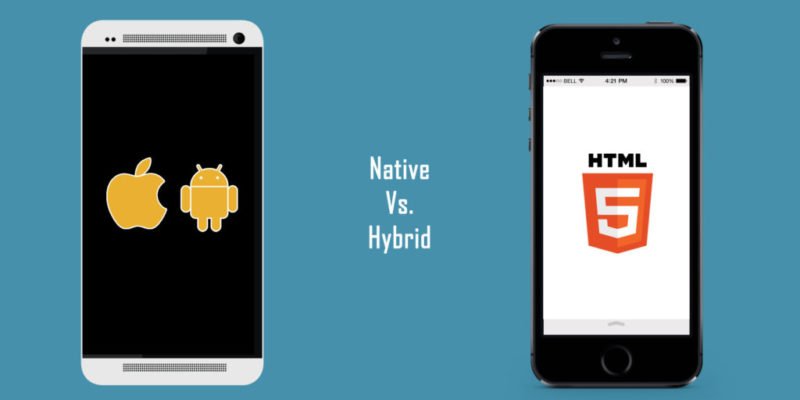 Native
Vs.
Hybrid
BELL
4:21 PM
100%
HTML
5